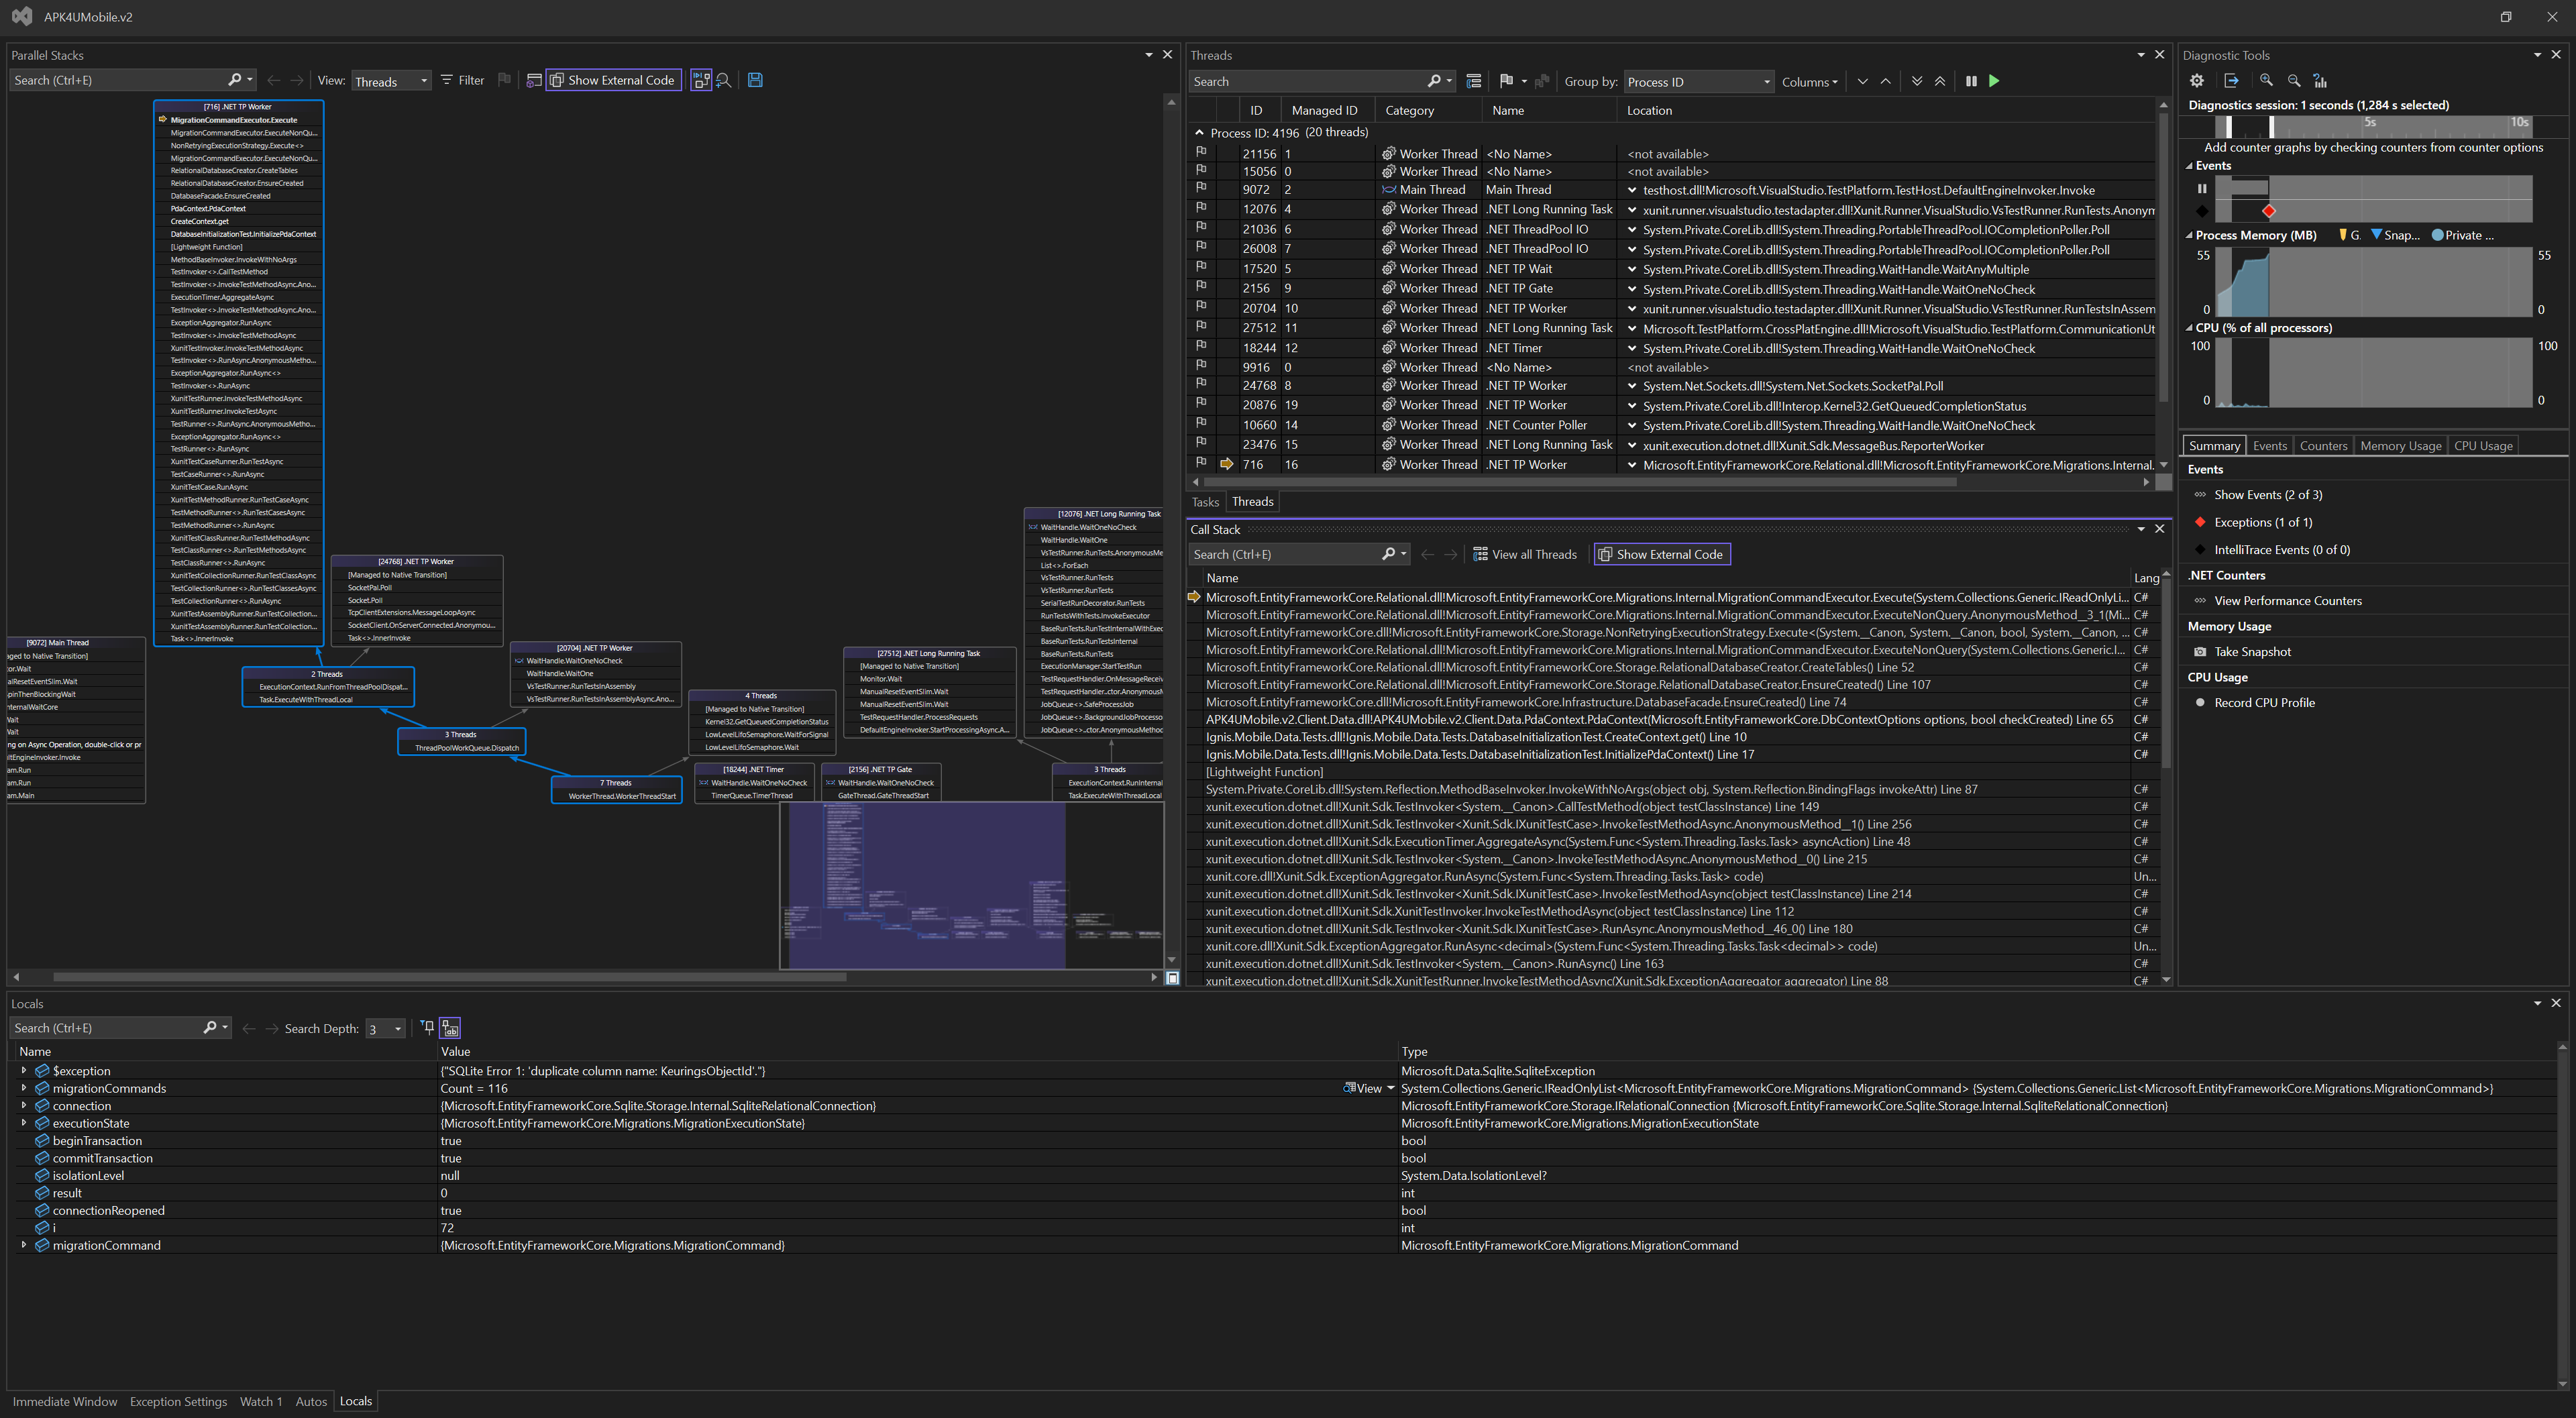 APK4UMobile.v2
Parallel Stacks
Search (Ctrl+E)
View: Threads
Filter
Show External Code
[716] .NET TP Worker
MigrationCommandExecutor.Execute
MigrationCommandExecutor.ExecuteNonQu...
NonRetryingExecutionStrategy.Execute<>
MigrationCommandExecutor.ExecuteNonQu...
RelationalDatabaseCreator.CreateTables
RelationalDatabaseCreator.EnsureCreated
DatabaseFacade.EnsureCreated
PdaContext.PdaContext
CreateContext.get
DatabaseInitializationTest.InitializePdaContext
[Lightweight Function]
MethodBaseInvoker.InvokeWithNoArgs
TestInvoker<>.CallTestMethod
TestInvoker<>.InvokeTestMethodAsync.Ano...
ExecutionTimer.AggregateAsync
TestInvoker<>.InvokeTestMethodAsync.Ano...
ExceptionAggregator.RunAsync
TestInvoker<>.InvokeTestMethodAsync
XunitTestInvoker.InvokeTestMethodAsync
TestInvoker<>.RunAsync.AnonymousMetho...
ExceptionAggregator.RunAsync<>
TestInvoker<>.RunAsync
XunitTestRunner.InvokeTestMethodAsync
XunitTestRunner.InvokeTestAsync
TestRunner<>.RunAsync.AnonymousMetho...
ExceptionAggregator.RunAsync<>
TestRunner<>.RunAsync
XunitTestCaseRunner.RunTestAsync
TestCaseRunner<>.RunAsync
XunitTestCase.RunAsync
XunitTestMethodRunner.RunTestCaseAsync
TestMethodRunner<>.RunTestCasesAsync
TestMethodRunner<>.RunAsync
XunitTestClassRunner.RunTestMethodAsync
TestClassRunner<>.RunTestMethodsAsync
TestClassRunner<>.RunAsync
XunitTestCollectionRunner.RunTestClassAsync
TestCollectionRunner<>.RunTestClassesAsync
TestCollectionRunner<>.RunAsync
XunitTestAssemblyRunner.RunTestCollection...
XunitTestAssemblyRunner.RunTestCollection...
Task<>.InnerInvoke
[24768] .NET TP Worker
[Managed to Native Transition]
SocketPal.Poll
Socket.Poll
TcpClientExtensions.MessageLoopAsync
SocketClient.OnServerConnected.Anonymou...
Task<>.InnerInvoke
[9072] Main Thread
aged to Native Transition]
tor.Wait
alResetEventSlim.Wait
pinThenBlockingWait
nternalWaitCore
Wait
Wait
ng on Async Operation, double-click or pr
ltEngineInvoker.Invoke
am.Run
am.Run
am.Main
2 Threads
ExecutionContext.RunFromThreadPoolDispat...
Task.ExecuteWithThreadLocal
3 Threads
ThreadPoolWorkQueue.Dispatch
[20704] .NET TP Worker
WaitHandle.WaitOneNoCheck
WaitHandle.WaitOne
VsTestRunner.RunTestsInAssembly
VsTestRunner.RunTestsInAssemblyAsync.Ano...
7 Threads
WorkerThread.WorkerThreadStart
4 Threads
[Managed to Native Transition]
Kernel32.GetQueuedCompletionStatus
LowLevelLifoSemaphore.WaitForSignal
LowLevelLifoSemaphore.Wait
[18244] .NET Timer
WaitHandle.WaitOneNoCheck
TimerQueue.TimerThread
[2156] .NET TP Gate
WaitHandle.WaitOneNoCheck
GateThread.GateThreadStart
[27512] .NET Long Running Task
[Managed to Native Transition]
Monitor.Wait
ManualResetEventSlim.Wait
ManualResetEventSlim.Wait
TestRequestHandler.ProcessRequests
DefaultEngineInvoker.StartProcessingAsync.A...
[12076] .NET Long Running Task
WaitHandle.WaitOneNoCheck
WaitHandle.WaitOne
VsTestRunner.RunTests.AnonymousMe
List<>.ForEach
VsTestRunner.RunTests
VsTestRunner.RunTests
SerialTestRunDecorator.RunTests
RunTestsWithTests.InvokeExecutor
BaseRunTests.RunTestInternalWithExec
BaseRunTests.RunTestsInternal
BaseRunTests.RunTests
ExecutionManager.StartTestRun
TestRequestHandler.OnMessageReceiv
TestRequestHandler..ctor.AnonymousM
JobQueue<>.SafeProcessJob
JobQueue<>.BackgroundJobProcesso
JobQueue<>..ctor.AnonymousMethod
3 Threads
ExecutionContext.RunInternal
Task.ExecuteWithThreadLocal
Threads
Search
Group by: Process ID
Columns
ID Managed ID Category Name Location
Process ID: 4196 (20 threads)
21156 1 Worker Thread <No Name> <not available>
15056 0 Worker Thread <No Name> <not available>
9072 2 Main Thread Main Thread testhost.dll!Microsoft.VisualStudio.TestPlatform.TestHost.DefaultEngineInvoker.Invoke
12076 4 Worker Thread .NET Long Running Task xunit.runner.visualstudio.testadapter.dll!Xunit.Runner.VisualStudio.VsTestRunner.RunTests.Anonym
21036 6 Worker Thread .NET ThreadPool IO System.Private.CoreLib.dll!System.Threading.PortableThreadPool.IOCompletionPoller.Poll
26008 7 Worker Thread .NET ThreadPool IO System.Private.CoreLib.dll!System.Threading.PortableThreadPool.IOCompletionPoller.Poll
17520 5 Worker Thread .NET TP Wait System.Private.CoreLib.dll!System.Threading.WaitHandle.WaitAnyMultiple
2156 9 Worker Thread .NET TP Gate System.Private.CoreLib.dll!System.Threading.WaitHandle.WaitOneNoCheck
20704 10 Worker Thread .NET TP Worker xunit.runner.visualstudio.testadapter.dll!Xunit.Runner.VisualStudio.VsTestRunner.RunTestsInAssem
27512 11 Worker Thread .NET Long Running Task Microsoft.TestPlatform.CrossPlatEngine.dll!Microsoft.VisualStudio.TestPlatform.CommunicationUt
18244 12 Worker Thread .NET Timer System.Private.CoreLib.dll!System.Threading.WaitHandle.WaitOneNoCheck
9916 0 Worker Thread <No Name> <not available>
24768 8 Worker Thread .NET TP Worker System.Net.Sockets.dll!System.Net.Sockets.SocketPal.Poll
20876 19 Worker Thread .NET TP Worker System.Private.CoreLib.dll!Interop.Kernel32.GetQueuedCompletionStatus
10660 14 Worker Thread .NET Counter Poller System.Private.CoreLib.dll!System.Threading.WaitHandle.WaitOneNoCheck
23476 15 Worker Thread .NET Long Running Task xunit.execution.dotnet.dll!Xunit.Sdk.MessageBus.ReporterWorker
716 16 Worker Thread .NET TP Worker Microsoft.EntityFrameworkCore.Relational.dll!Microsoft.EntityFrameworkCore.Migrations.Internal.
Tasks Threads
Call Stack
Search (Ctrl+E)
View all Threads
Show External Code
Name Lang
Microsoft.EntityFrameworkCore.Relational.dll!Microsoft.EntityFrameworkCore.Migrations.Internal.MigrationCommandExecutor.Execute(System.Collections.Generic.IReadOnlyLi... C#
Microsoft.EntityFrameworkCore.Relational.dll!Microsoft.EntityFrameworkCore.Migrations.Internal.MigrationCommandExecutor.ExecuteNonQuery.AnonymousMethod__3_1(Mi... C#
Microsoft.EntityFrameworkCore.dll!Microsoft.EntityFrameworkCore.Storage.NonRetryingExecutionStrategy.Execute<(System.__Canon, System.__Canon, bool, System.__Canon, ... C#
Microsoft.EntityFrameworkCore.Relational.dll!Microsoft.EntityFrameworkCore.Migrations.Internal.MigrationCommandExecutor.ExecuteNonQuery(System.Collections.Generic.I... C#
Microsoft.EntityFrameworkCore.Relational.dll!Microsoft.EntityFrameworkCore.Storage.RelationalDatabaseCreator.CreateTables() Line 52 C#
Microsoft.EntityFrameworkCore.Relational.dll!Microsoft.EntityFrameworkCore.Storage.RelationalDatabaseCreator.EnsureCreated() Line 107 C#
Microsoft.EntityFrameworkCore.dll!Microsoft.EntityFrameworkCore.Infrastructure.DatabaseFacade.EnsureCreated() Line 74 C#
APK4UMobile.v2.Client.Data.dll!APK4UMobile.v2.Client.Data.PdaContext.PdaContext(Microsoft.EntityFrameworkCore.DbContextOptions options, bool checkCreated) Line 65 C#
Ignis.Mobile.Data.Tests.dll!Ignis.Mobile.Data.Tests.DatabaseInitializationTest.CreateContext.get() Line 10 C#
Ignis.Mobile.Data.Tests.dll!Ignis.Mobile.Data.Tests.DatabaseInitializationTest.InitializePdaContext() Line 17 C#
[Lightweight Function]
System.Private.CoreLib.dll!System.Reflection.MethodBaseInvoker.InvokeWithNoArgs(object obj, System.Reflection.BindingFlags invokeAttr) Line 87 C#
xunit.execution.dotnet.dll!Xunit.Sdk.TestInvoker<System.__Canon>.CallTestMethod(object testClassInstance) Line 149 C#
xunit.execution.dotnet.dll!Xunit.Sdk.TestInvoker<Xunit.Sdk.IXunitTestCase>.InvokeTestMethodAsync.AnonymousMethod__1() Line 256 C#
xunit.execution.dotnet.dll!Xunit.Sdk.ExecutionTimer.AggregateAsync(System.Func<System.Threading.Tasks.Task> asyncAction) Line 48 C#
xunit.execution.dotnet.dll!Xunit.Sdk.TestInvoker<System.__Canon>.InvokeTestMethodAsync.AnonymousMethod__0() Line 215 C#
xunit.core.dll!Xunit.Sdk.ExceptionAggregator.RunAsync(System.Func<System.Threading.Tasks.Task> code) Un...
xunit.execution.dotnet.dll!Xunit.Sdk.TestInvoker<Xunit.Sdk.IXunitTestCase>.InvokeTestMethodAsync(object testClassInstance) Line 214 C#
xunit.execution.dotnet.dll!Xunit.Sdk.XunitTestInvoker.InvokeTestMethodAsync(object testClassInstance) Line 112 C#
xunit.execution.dotnet.dll!Xunit.Sdk.TestInvoker<Xunit.Sdk.IXunitTestCase>.RunAsync.AnonymousMethod__46_0() Line 180 C#
xunit.core.dll!Xunit.Sdk.ExceptionAggregator.RunAsync<decimal>(System.Func<System.Threading.Tasks.Task<decimal>> code) Un...
xunit.execution.dotnet.dll!Xunit.Sdk.TestInvoker<System.__Canon>.RunAsync() Line 163 C#
xunit.execution.dotnet.dll!Xunit.Sdk.XunitTestRunner.InvokeTestMethodAsync(Xunit.Sdk.ExceptionAggregator aggregator) Line 88 C#
Diagnostic Tools
Diagnostics session: 1 seconds (1,284 s selected)
5s 10s
Add counter graphs by checking counters from counter options
Events
Process Memory (MB) G. Snap... Private ...
55 55
0 0
CPU (% of all processors)
100 100
0 0
Summary Events Counters Memory Usage CPU Usage
Events
Show Events (2 of 3)
Exceptions (1 of 1)
IntelliTrace Events (0 of 0)
.NET Counters
View Performance Counters
Memory Usage
Take Snapshot
CPU Usage
Record CPU Profile
Locals
Search (Ctrl+E)
Search Depth: 3
Name Value Type
$exception {"SQLite Error 1: 'duplicate column name: KeuringsObjectId'."} Microsoft.Data.Sqlite.SqliteException
migrationCommands Count = 116 View System.Collections.Generic.IReadOnlyList<Microsoft.EntityFrameworkCore.Migrations.MigrationCommand> {System.Collections.Generic.List<Microsoft.EntityFrameworkCore.Migrations.MigrationCommand>}
connection {Microsoft.EntityFrameworkCore.Sqlite.Storage.Internal.SqliteRelationalConnection} Microsoft.EntityFrameworkCore.Storage.IRelationalConnection {Microsoft.EntityFrameworkCore.Sqlite.Storage.Internal.SqliteRelationalConnection}
executionState {Microsoft.EntityFrameworkCore.Migrations.MigrationExecutionState} Microsoft.EntityFrameworkCore.Migrations.MigrationExecutionState
beginTransaction true bool
commitTransaction true bool
isolationLevel null System.Data.IsolationLevel?
result 0 int
connectionReopened true bool
i 72 int
migrationCommand {Microsoft.EntityFrameworkCore.Migrations.MigrationCommand} Microsoft.EntityFrameworkCore.Migrations.MigrationCommand
Immediate Window Exception Settings Watch 1 Autos Locals